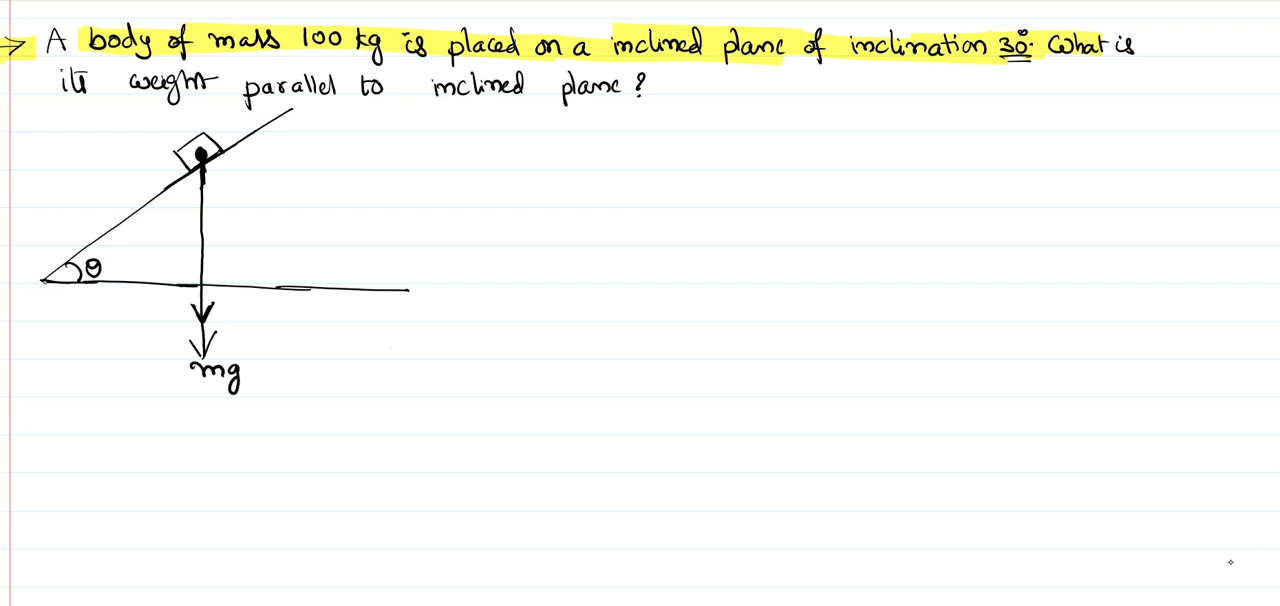 → A body of mass 100 kg is placed on a inclined plane of inclination 30°. What is
its weight parallel to inclined plane?
θ
mg